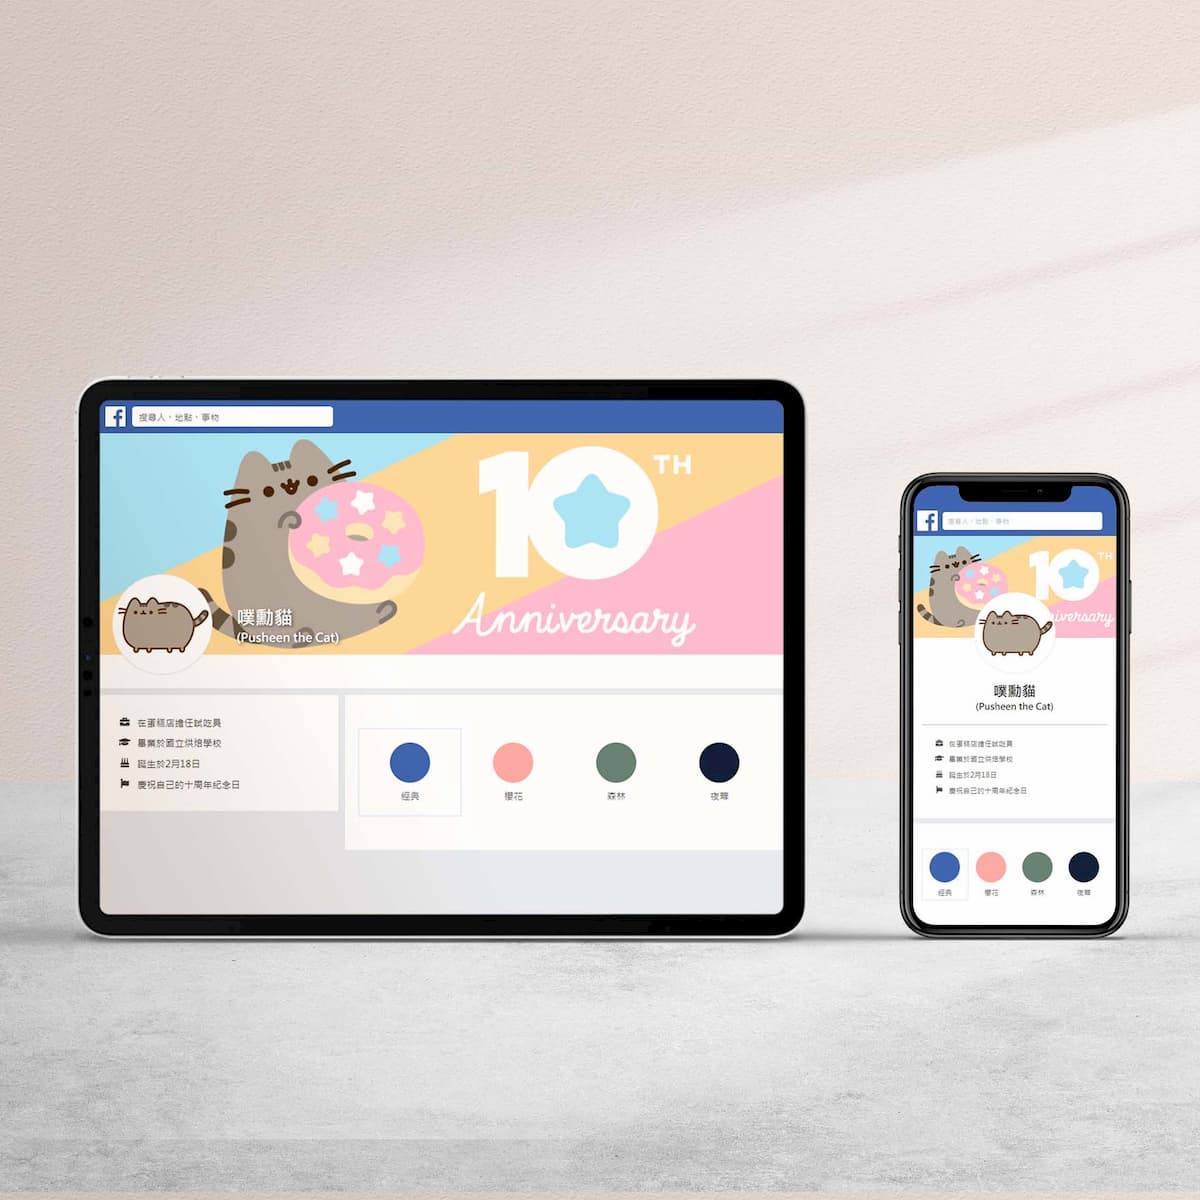 搜尋人、地點、事物
10TH
Anniversary
噗勳貓
(Pusheen the Cat)
在蛋糕店擔任試吃員
畢業於國立烘焙學校
誕生於2月18日
慶祝自己的十周年紀念日
經典
櫻花
森林
夜幕
搜尋人、地點、事物
10TH
iversary
噗勳貓
(Pusheen the Cat)
在蛋糕店擔任試吃員
畢業於國立烘焙學校
誕生於2月18日
慶祝自己的十周年紀念日
經典
櫻花
森林
夜幕